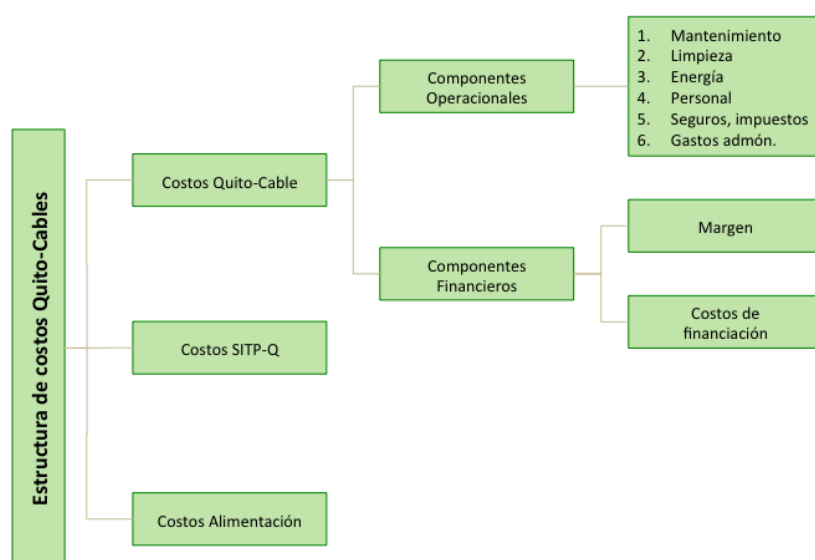 Estructura de costos Quito-Cables
Costos Quito-Cable
Componentes
Operacionales
1. Mantenimiento
2. Limpieza
3. Energía
4. Personal
5. Seguros, impuestos
6. Gastos admón.
Componentes
Financieros
Margen
Costos de
financiación
Costos SITP-Q
Costos Alimentación